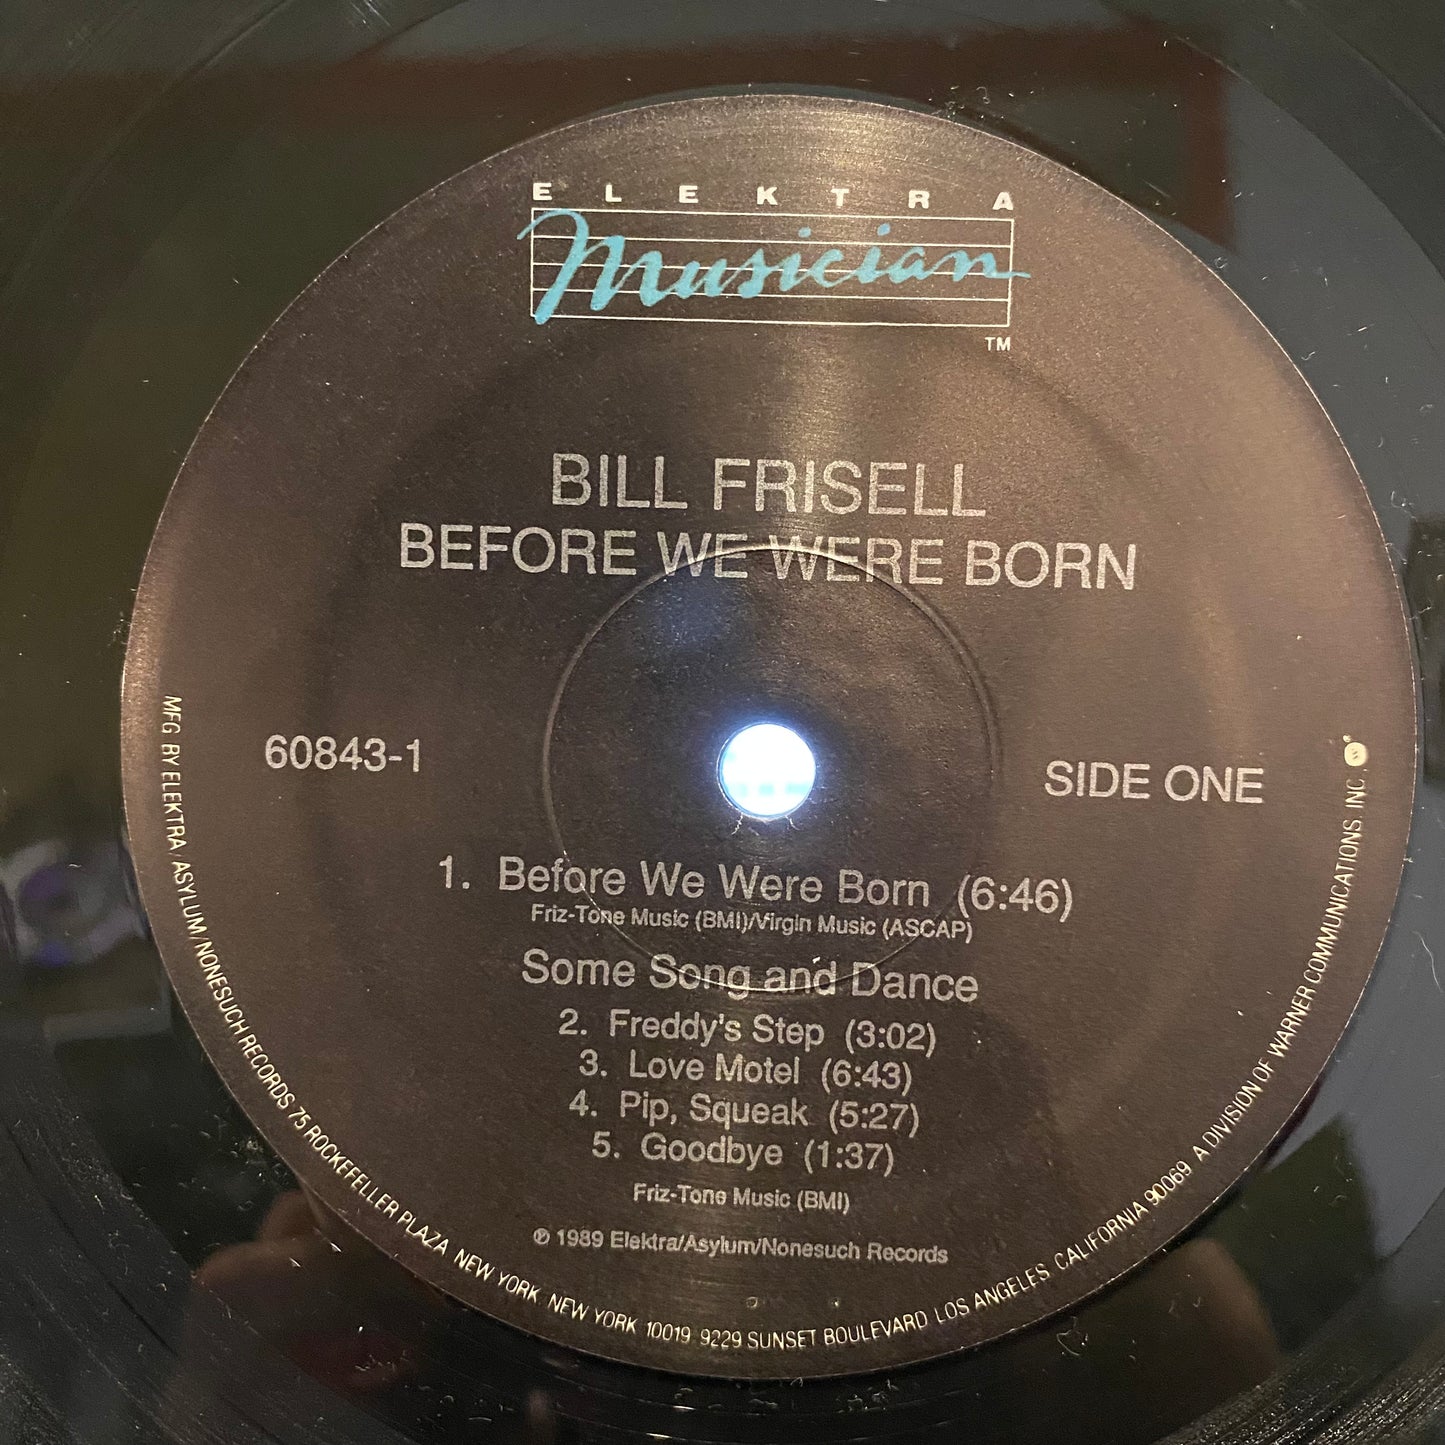 ELEKTRA
Musician
TM
BILL FRISELL
BEFORE WE WERE BORN
60843-1
SIDE ONE
1. Before We Were Born (6:46)
Friz-Tone Music (BMI)/Virgin Music (ASCAP)
Some Song and Dance
2. Freddy's Step (3:02)
3. Love Motel (6:43)
4. Pip, Squeak (5:27)
5. Goodbye (1:37)
Friz-Tone Music (BMI)
℗ 1989 Elektra/Asylum/Nonesuch Records
MFG BY ELEKTRA/ASYLUM/NONESUCH RECORDS 75 ROCKEFELLER PLAZA NEW YORK NEW YORK 10019 9229 SUNSET BOULEVARD LOS ANGELES CALIFORNIA 90069 A DIVISION OF WARNER COMMUNICATIONS INC.